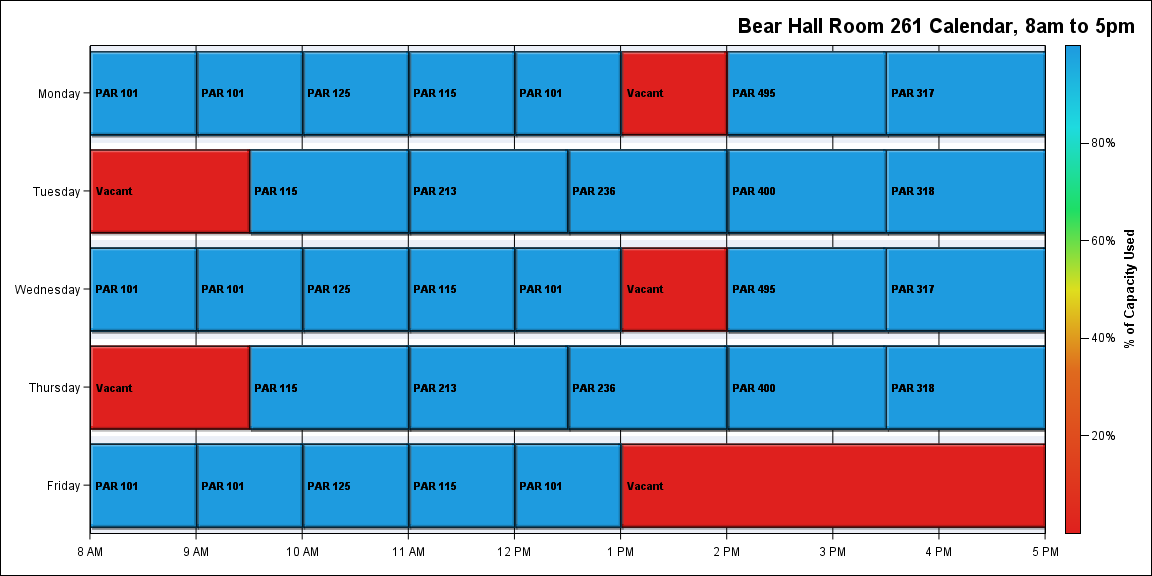 Bear Hall Room 261 Calendar, 8am to 5pm
Monday PAR 101 PAR 101 PAR 125 PAR 115 PAR 101 Vacant PAR 495 PAR 317
80%
Tuesday Vacant PAR 115 PAR 213 PAR 236 PAR 400 PAR 318
60%
Wednesday PAR 101 PAR 101 PAR 125 PAR 115 PAR 101 Vacant PAR 495 PAR 317
% of Capacity Used
40%
Thursday Vacant PAR 115 PAR 213 PAR 236 PAR 400 PAR 318
20%
Friday PAR 101 PAR 101 PAR 125 PAR 115 PAR 101 Vacant
8 AM 9 AM 10 AM 11 AM 12 PM 1 PM 2 PM 3 PM 4 PM 5 PM